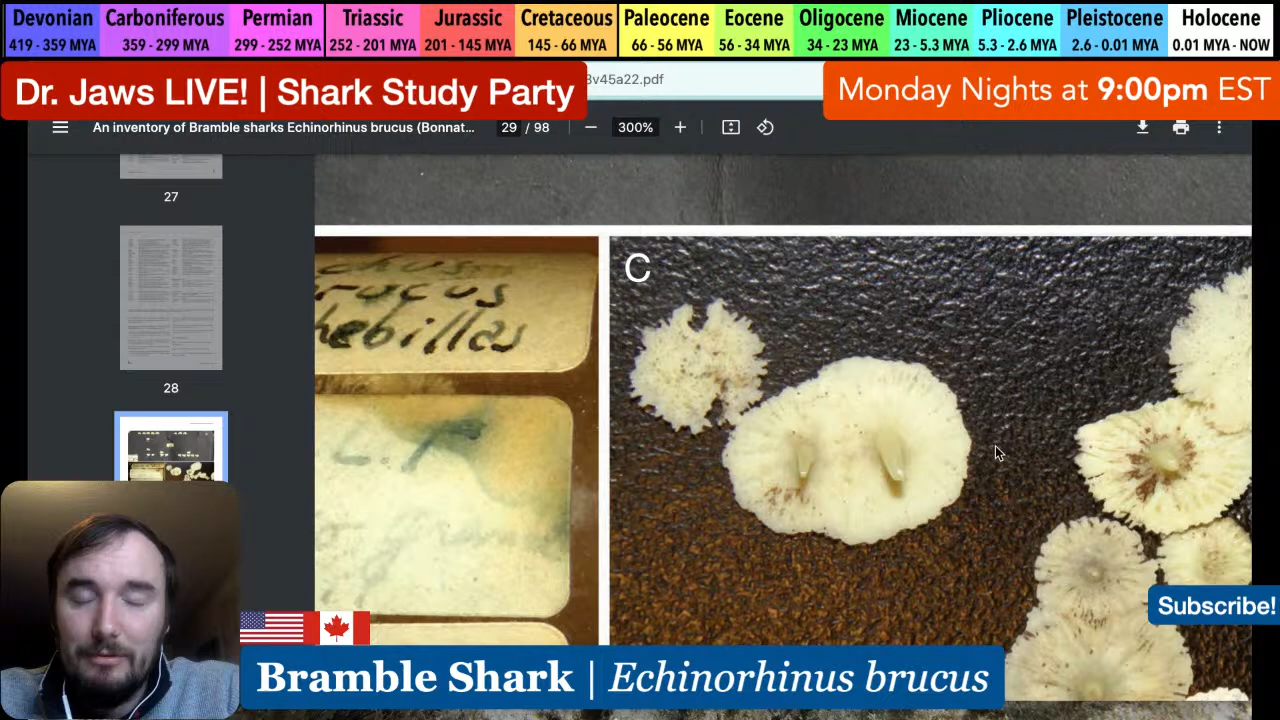 Devonian
419 - 359 MYA
Carboniferous
359 - 299 MYA
Permian
299 - 252 MYA
Triassic
252 - 201 MYA
Jurassic
201 - 145 MYA
Cretaceous
145 - 66 MYA
Paleocene
66 - 56 MYA
Eocene
56 - 34 MYA
Oligocene
34 - 23 MYA
Miocene
23 - 5.3 MYA
Pliocene
5.3 - 2.6 MYA
Pleistocene
2.6 - 0.01 MYA
Holocene
0.01 MYA - NOW
Dr. Jaws LIVE! | Shark Study Party
3v45a22.pdf
Monday Nights at 9:00pm EST
An inventory of Bramble sharks Echinorhinus brucus (Bonnat...
29 / 98
300%
27
28
C
Subscribe!
Bramble Shark | Echinorhinus brucus